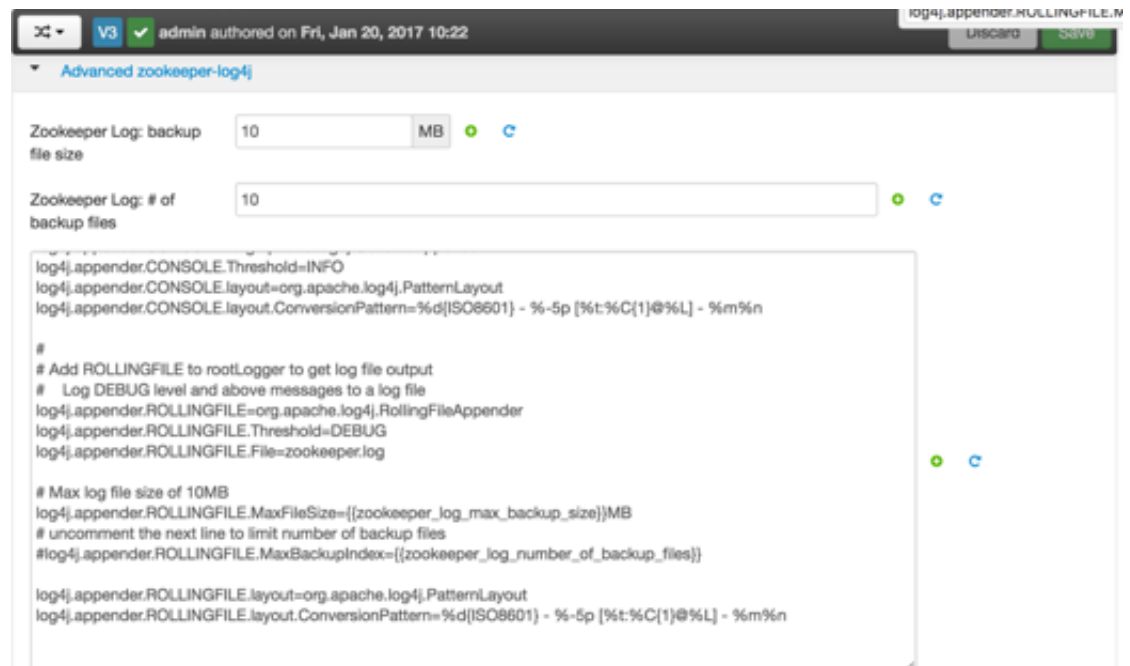 log4j.appender.ROLLINGFILE.M
V3 admin authored on Fri, Jan 20, 2017 10:22
Discard Save
Advanced zookeeper-log4j
Zookeeper Log: backup
file size
10 MB
Zookeeper Log: # of
backup files
10
log4j.appender.CONSOLE.Threshold=INFO
log4j.appender.CONSOLE.layout=org.apache.log4j.PatternLayout
log4j.appender.CONSOLE.layout.ConversionPattern=%d{ISO8601} - %-5p [%t:%C{1}@%L] - %m%n
#
# Add ROLLINGFILE to rootLogger to get log file output
# Log DEBUG level and above messages to a log file
log4j.appender.ROLLINGFILE=org.apache.log4j.RollingFileAppender
log4j.appender.ROLLINGFILE.Threshold=DEBUG
log4j.appender.ROLLINGFILE.File=zookeeper.log
# Max log file size of 10MB
log4j.appender.ROLLINGFILE.MaxFileSize={{zookeeper_log_max_backup_size}}MB
# uncomment the next line to limit number of backup files
#log4j.appender.ROLLINGFILE.MaxBackupIndex={{zookeeper_log_number_of_backup_files}}
log4j.appender.ROLLINGFILE.layout=org.apache.log4j.PatternLayout
log4j.appender.ROLLINGFILE.layout.ConversionPattern=%d{ISO8601} - %-5p [%t:%C{1}@%L] - %m%n